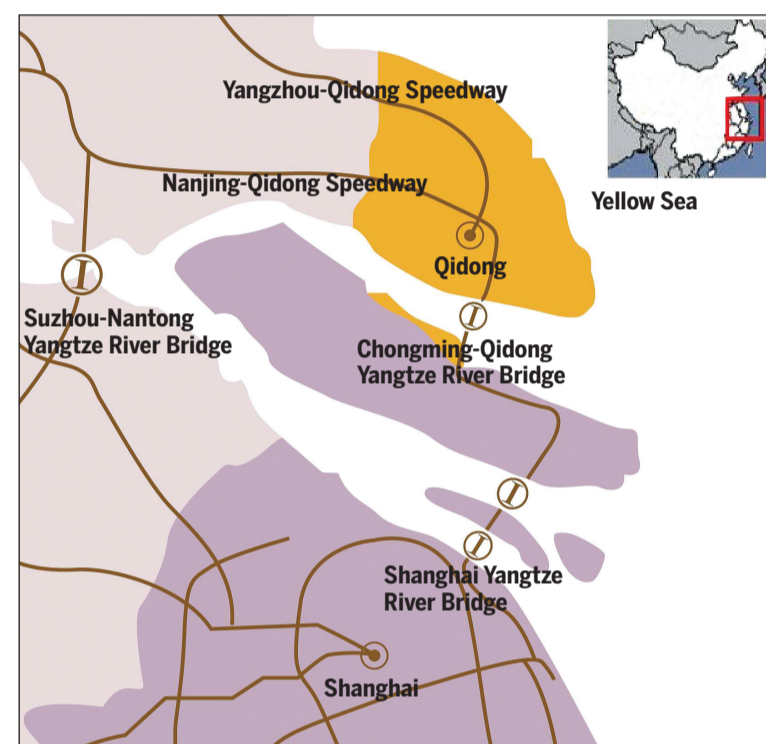 Yangzhou-Qidong Speedway
Nanjing-Qidong Speedway
Yellow Sea
Qidong
Suzhou-Nantong
Yangtze River Bridge
Chongming-Qidong
Yangtze River Bridge
Shanghai Yangtze
River Bridge
Shanghai